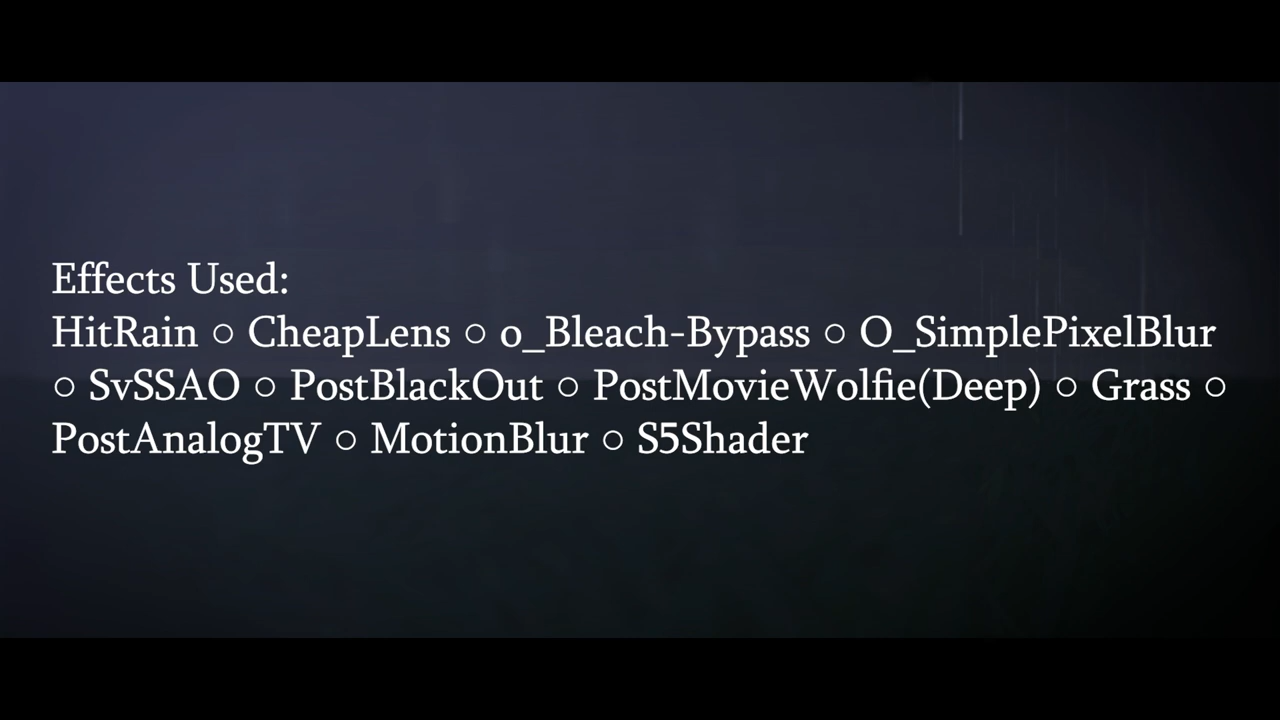 Effects Used:
HitRain ○ CheapLens ○ o_Bleach-Bypass ○ O_SimplePixelBlur
○ SvSSAO ○ PostBlackOut ○ PostMovieWolfie(Deep) ○ Grass ○
PostAnalogTV ○ MotionBlur ○ S5Shader